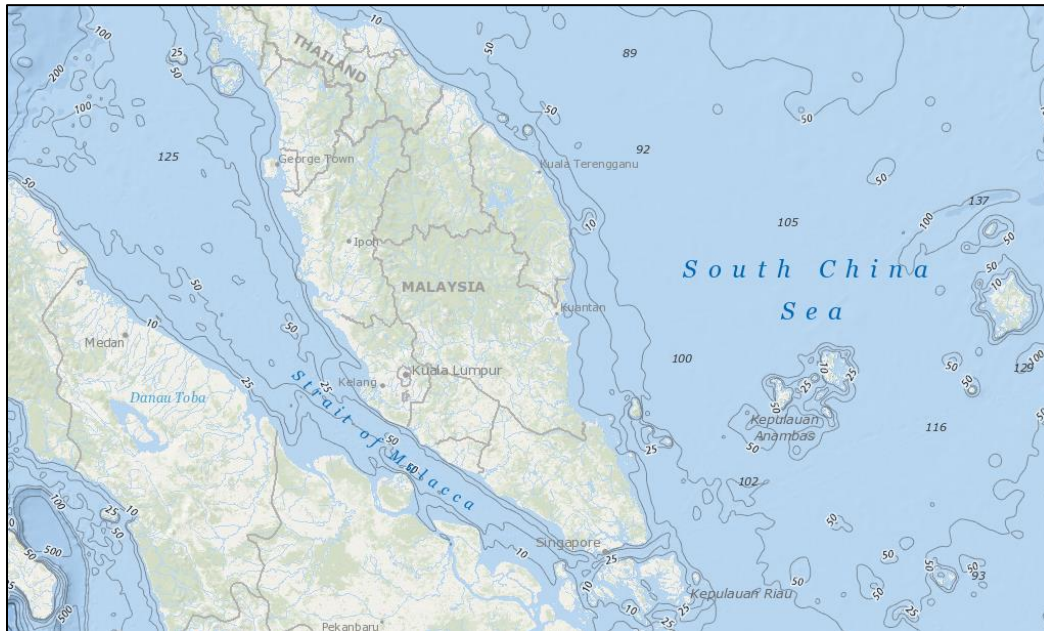 THAILAND
George Town
Kuala Terengganu
Ipoh
MALAYSIA
South China
Sea
Kuantan
Medan
Kuala Lumpur
Kelang
Danau Toba
Strait of Malacca
Kepulauan
Anambas
Singapore
Kepulauan Riau
Pekanbaru
89
92
125
105
137
100
129
116
102
93
10
25
50
100
200
500